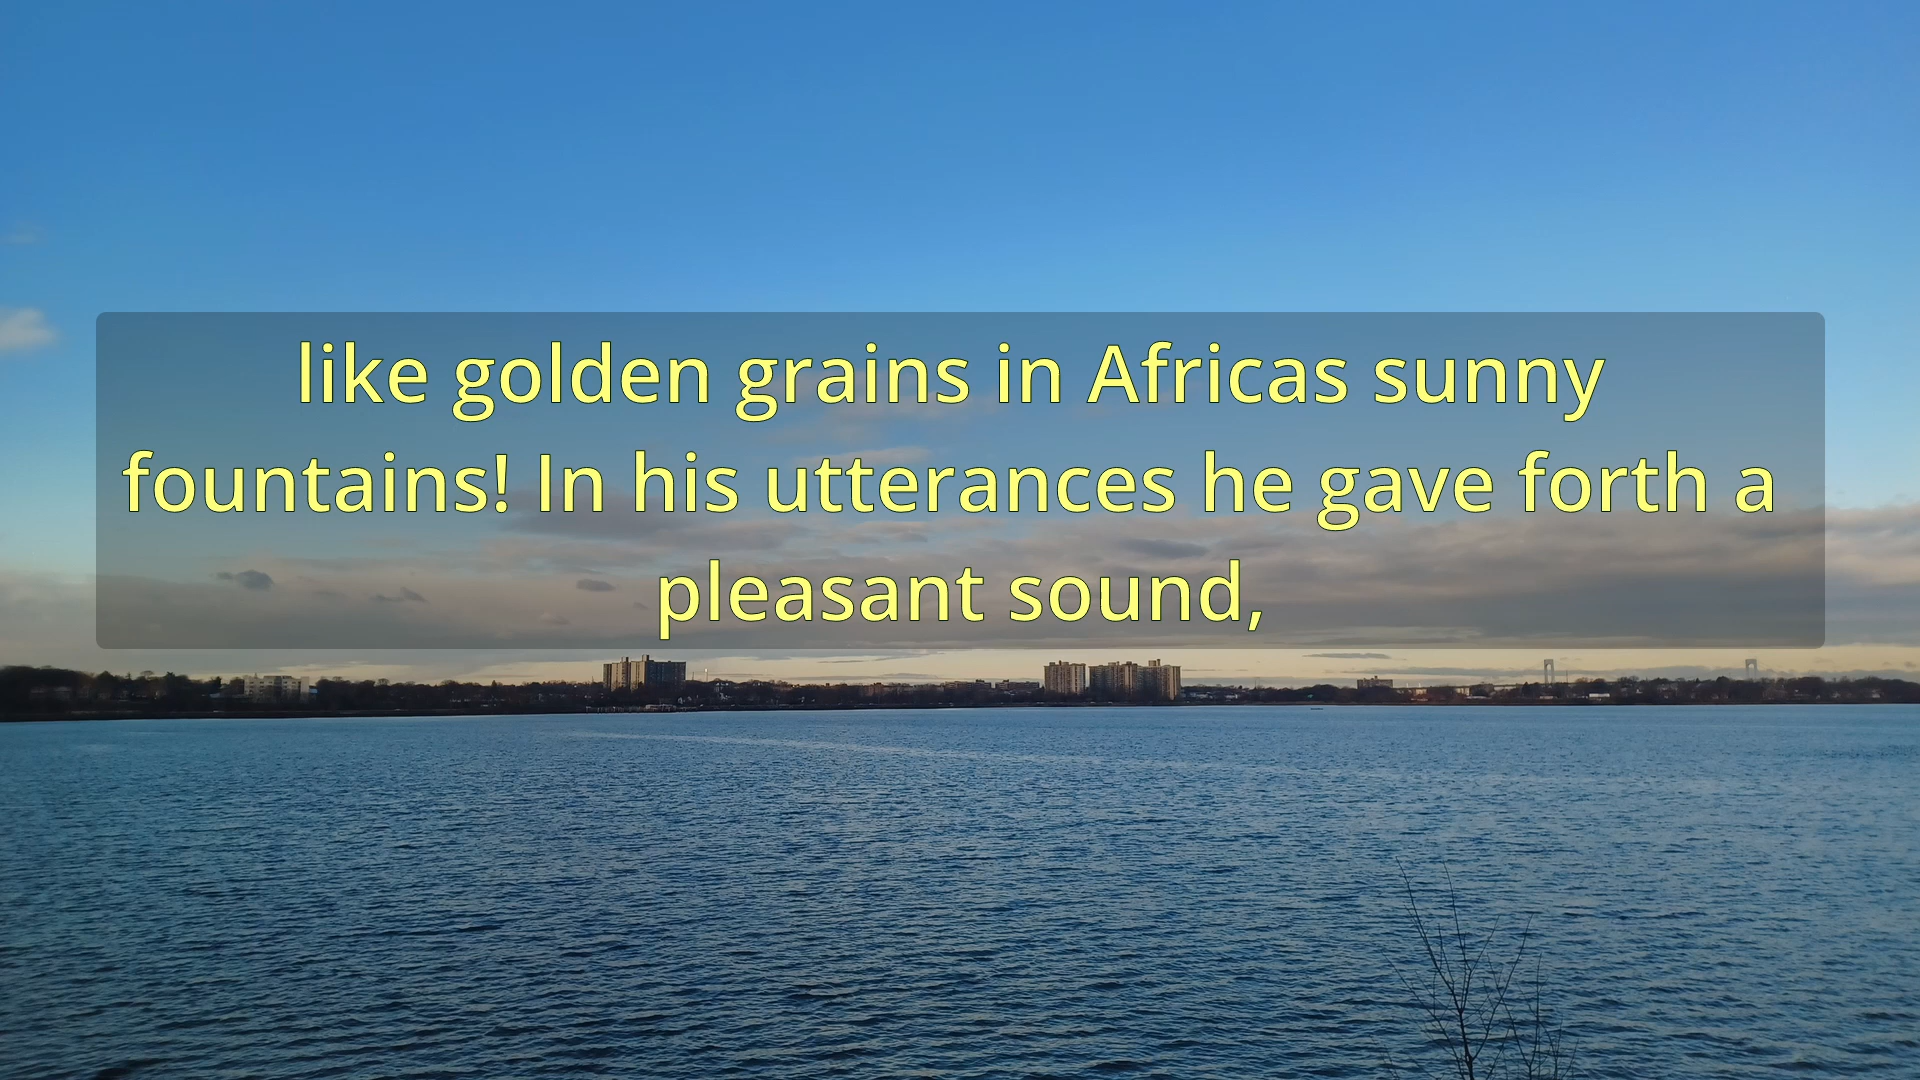 like golden grains in Africas sunny
fountains! In his utterances he gave forth a
pleasant sound,